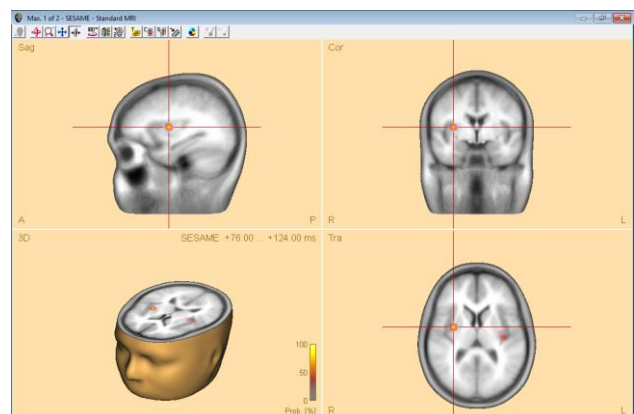 Max. 1 of 2 - SESAME - Standard MRI
Sag
Cor
A
P
R
L
3D
SESAME +76.00 ... +124.00 ms
Tra
100
50
0
Prob. [%]
R
L